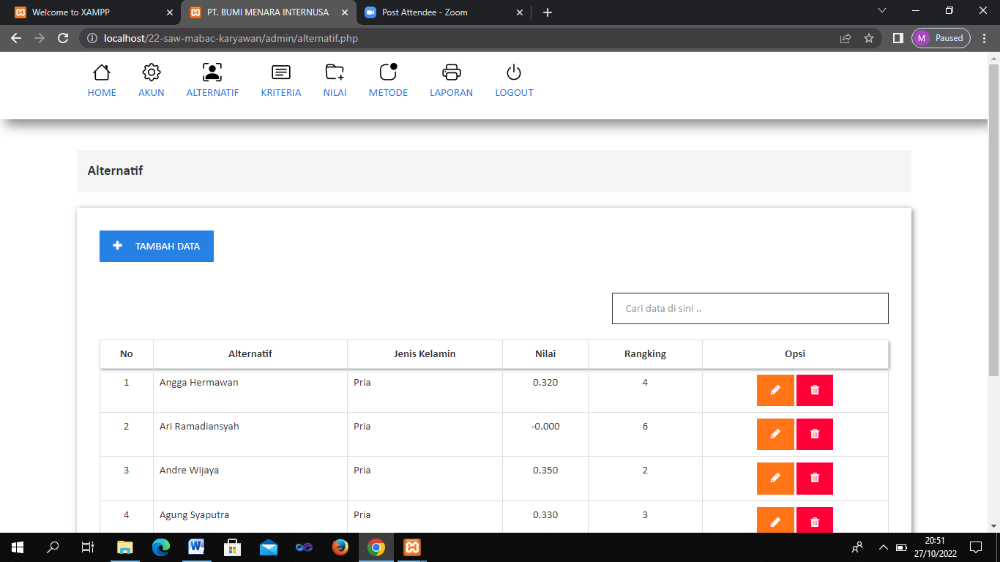 Welcome to XAMPP
PT. BUMI MENARA INTERNUSA
Post Attendee - Zoom
localhost/22-saw-mabac-karyawan/admin/alternatif.php
M Paused
HOME AKUN ALTERNATIF KRITERIA NILAI METODE LAPORAN LOGOUT
Alternatif
TAMBAH DATA
Cari data di sini ..
No Alternatif Jenis Kelamin Nilai Rangking Opsi
1 Angga Hermawan Pria 0.320 4
2 Ari Ramadiansyah Pria -0.000 6
3 Andre Wijaya Pria 0.350 2
4 Agung Syaputra Pria 0.330 3
20:51
27/10/2022